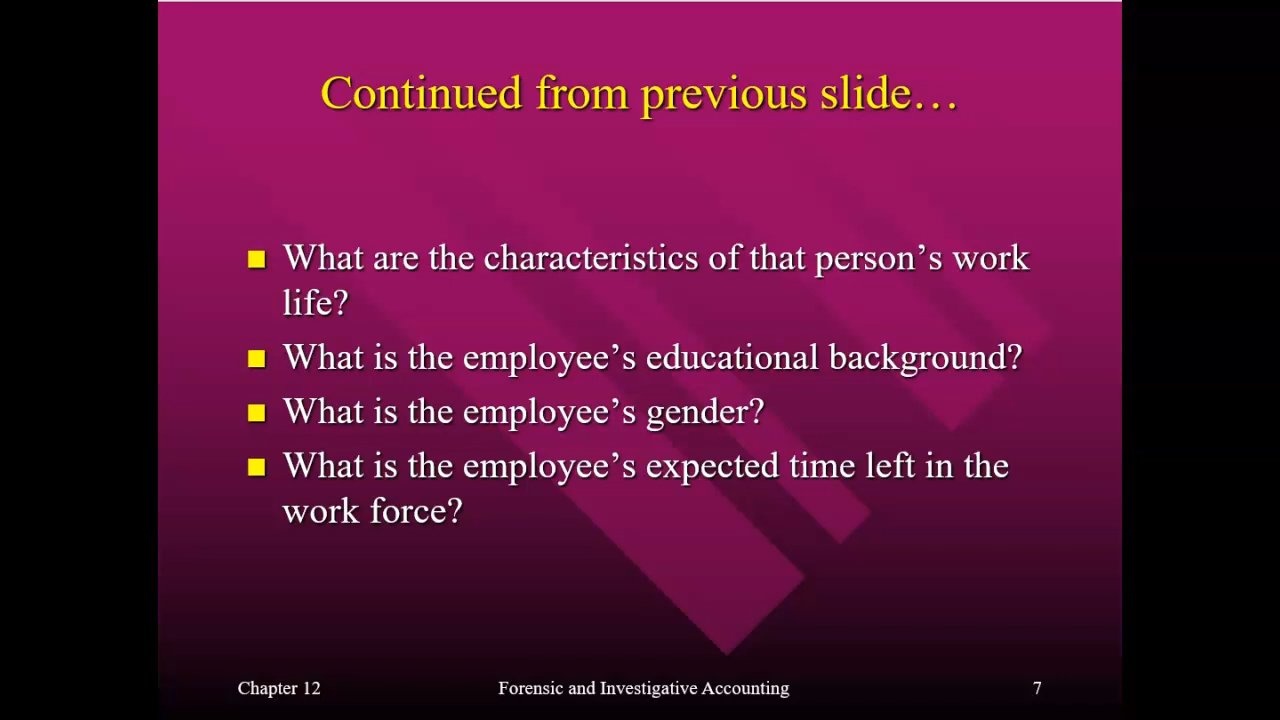 Continued from previous slide…
What are the characteristics of that person’s work
life?
What is the employee’s educational background?
What is the employee’s gender?
What is the employee’s expected time left in the
work force?
Chapter 12
Forensic and Investigative Accounting
7